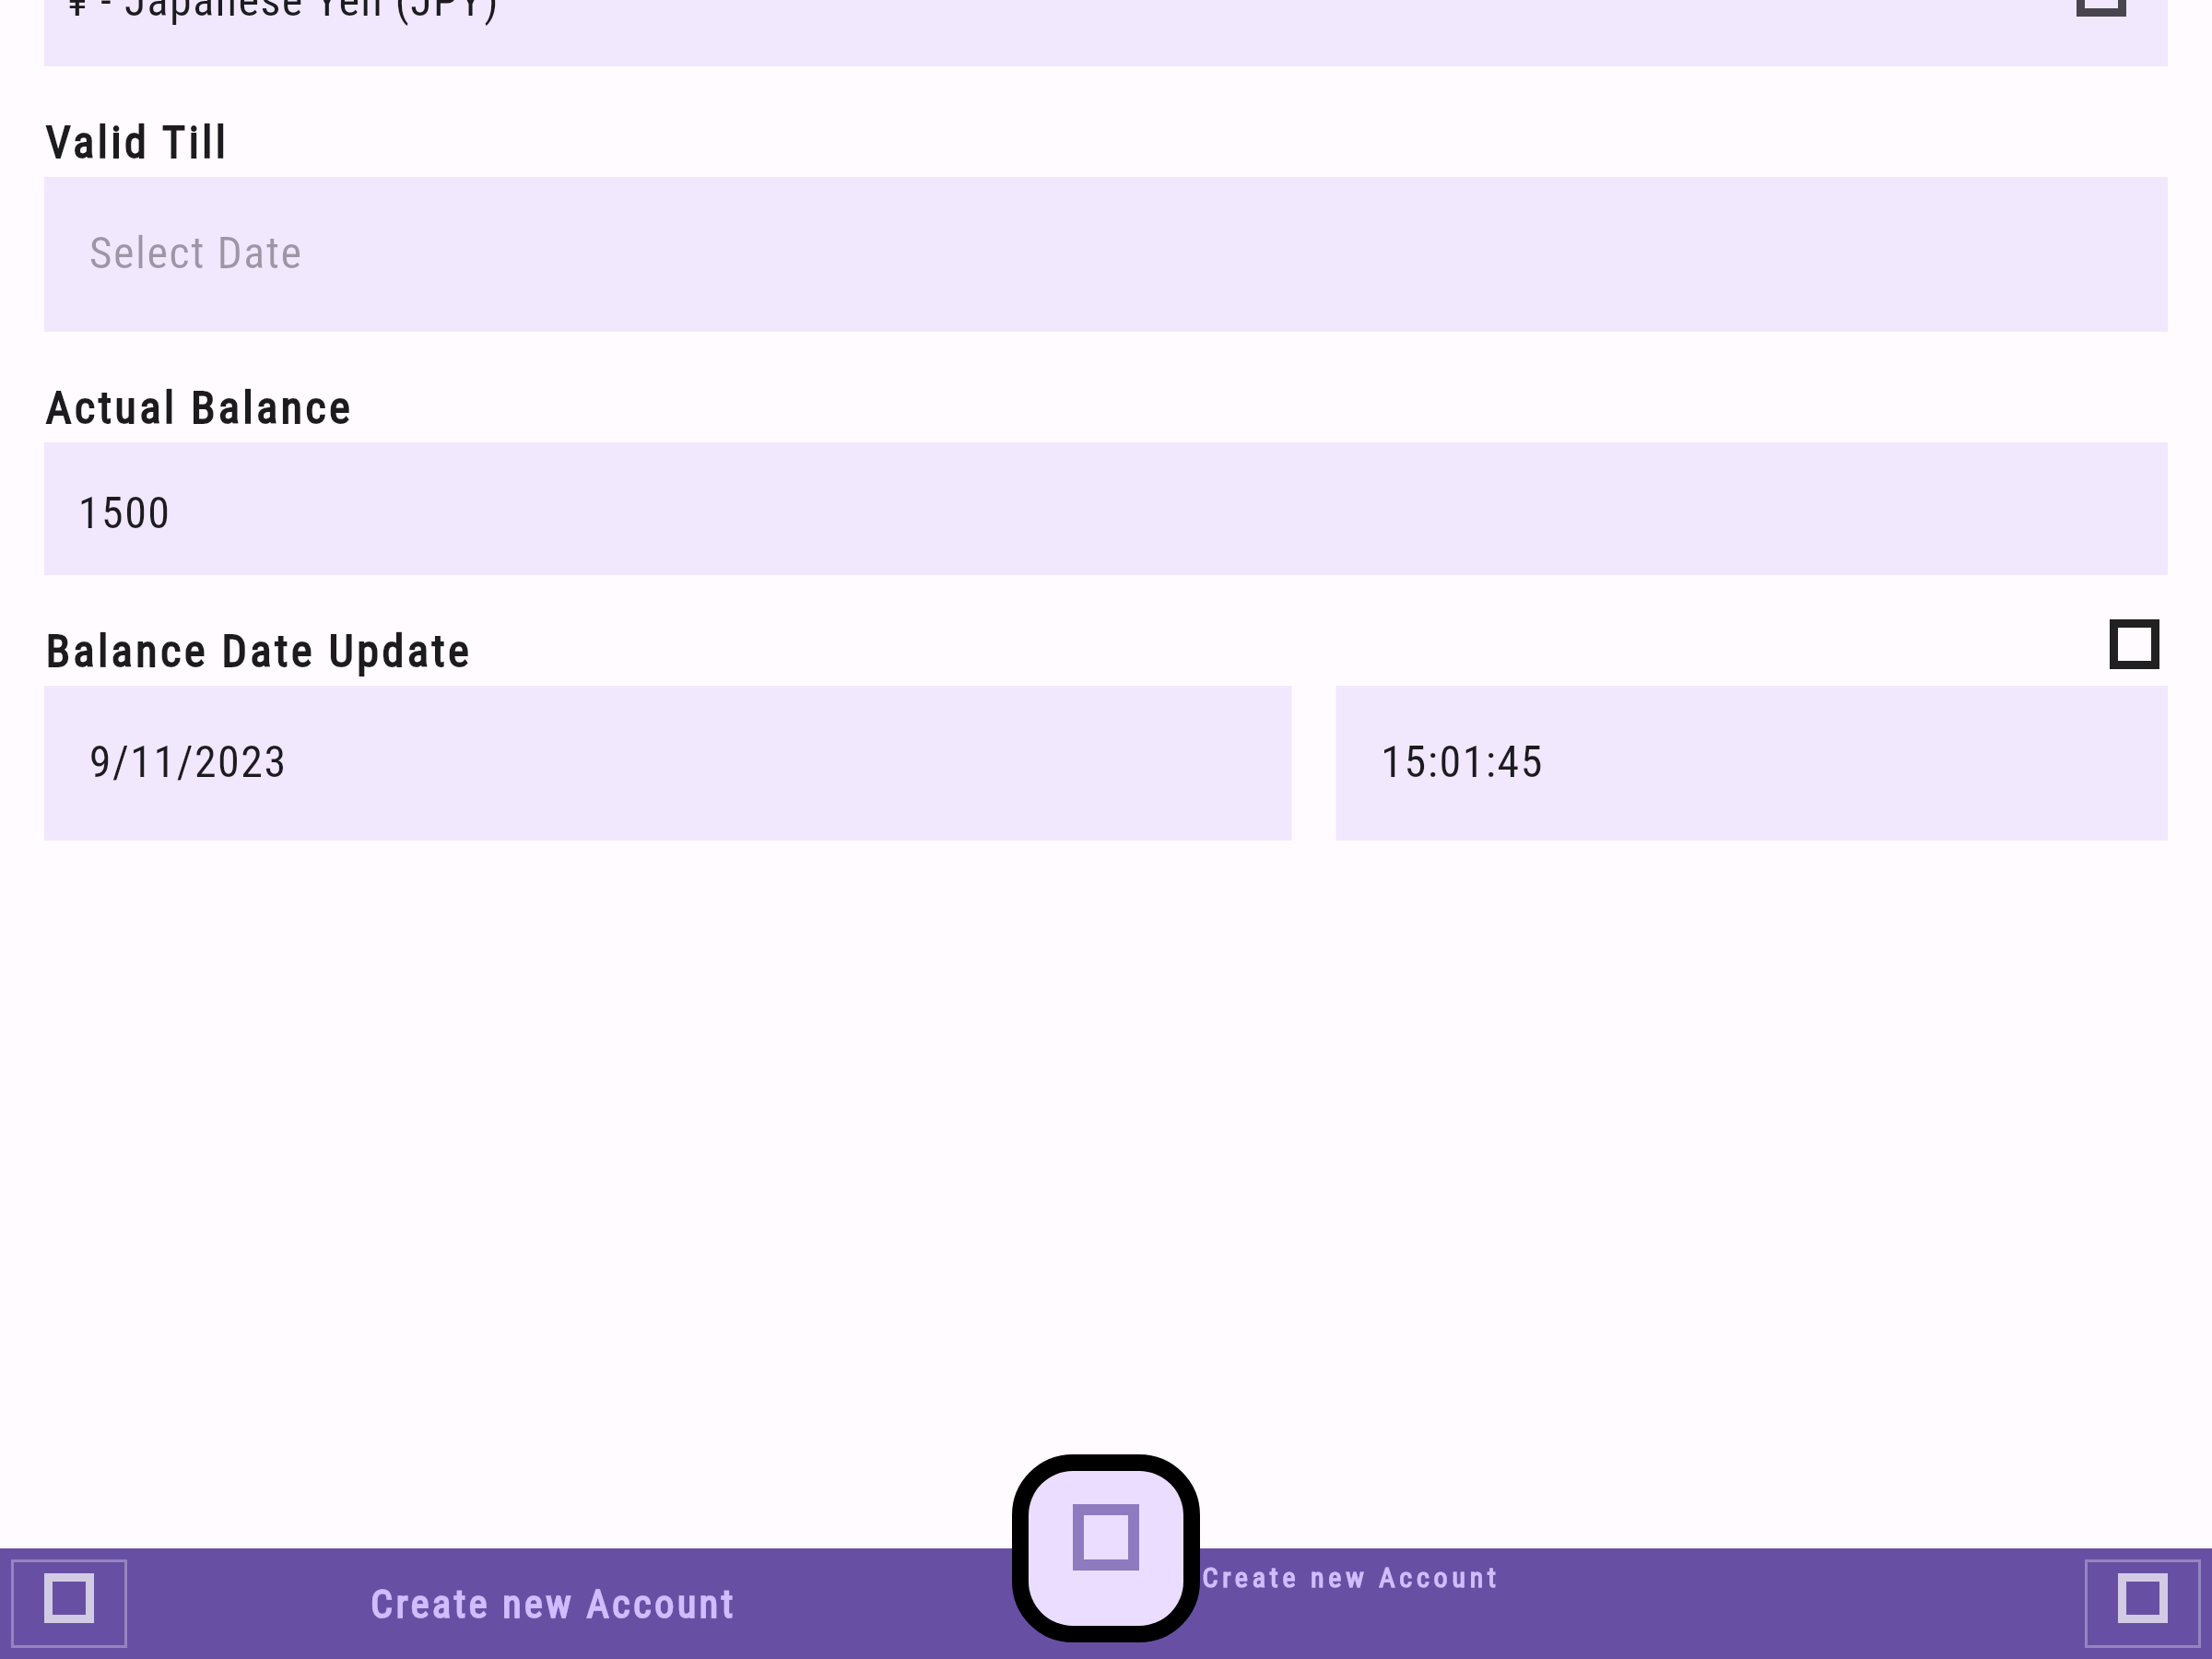 ¥ - Japanese Yen (JPY)
Valid Till
Select Date
Actual Balance
1500
Balance Date Update
9/11/2023
15:01:45
Create new Account
Create new Account